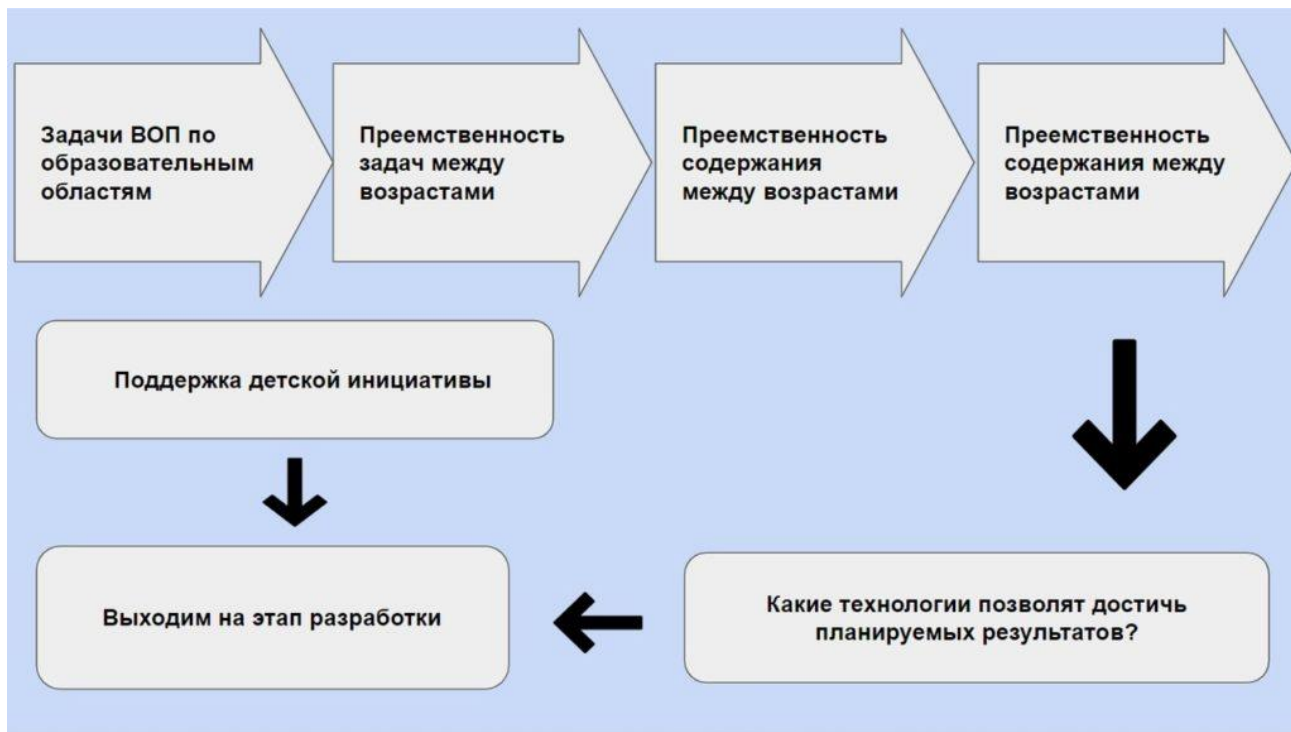 Задачи ВОП по
образовательным
областям
Преемственность
задач между
возрастами
Преемственность
содержания
между возрастами
Преемственность
содержания между
возрастами
Поддержка детской инициативы
Выходим на этап разработки
Какие технологии позволят достичь
планируемых результатов?